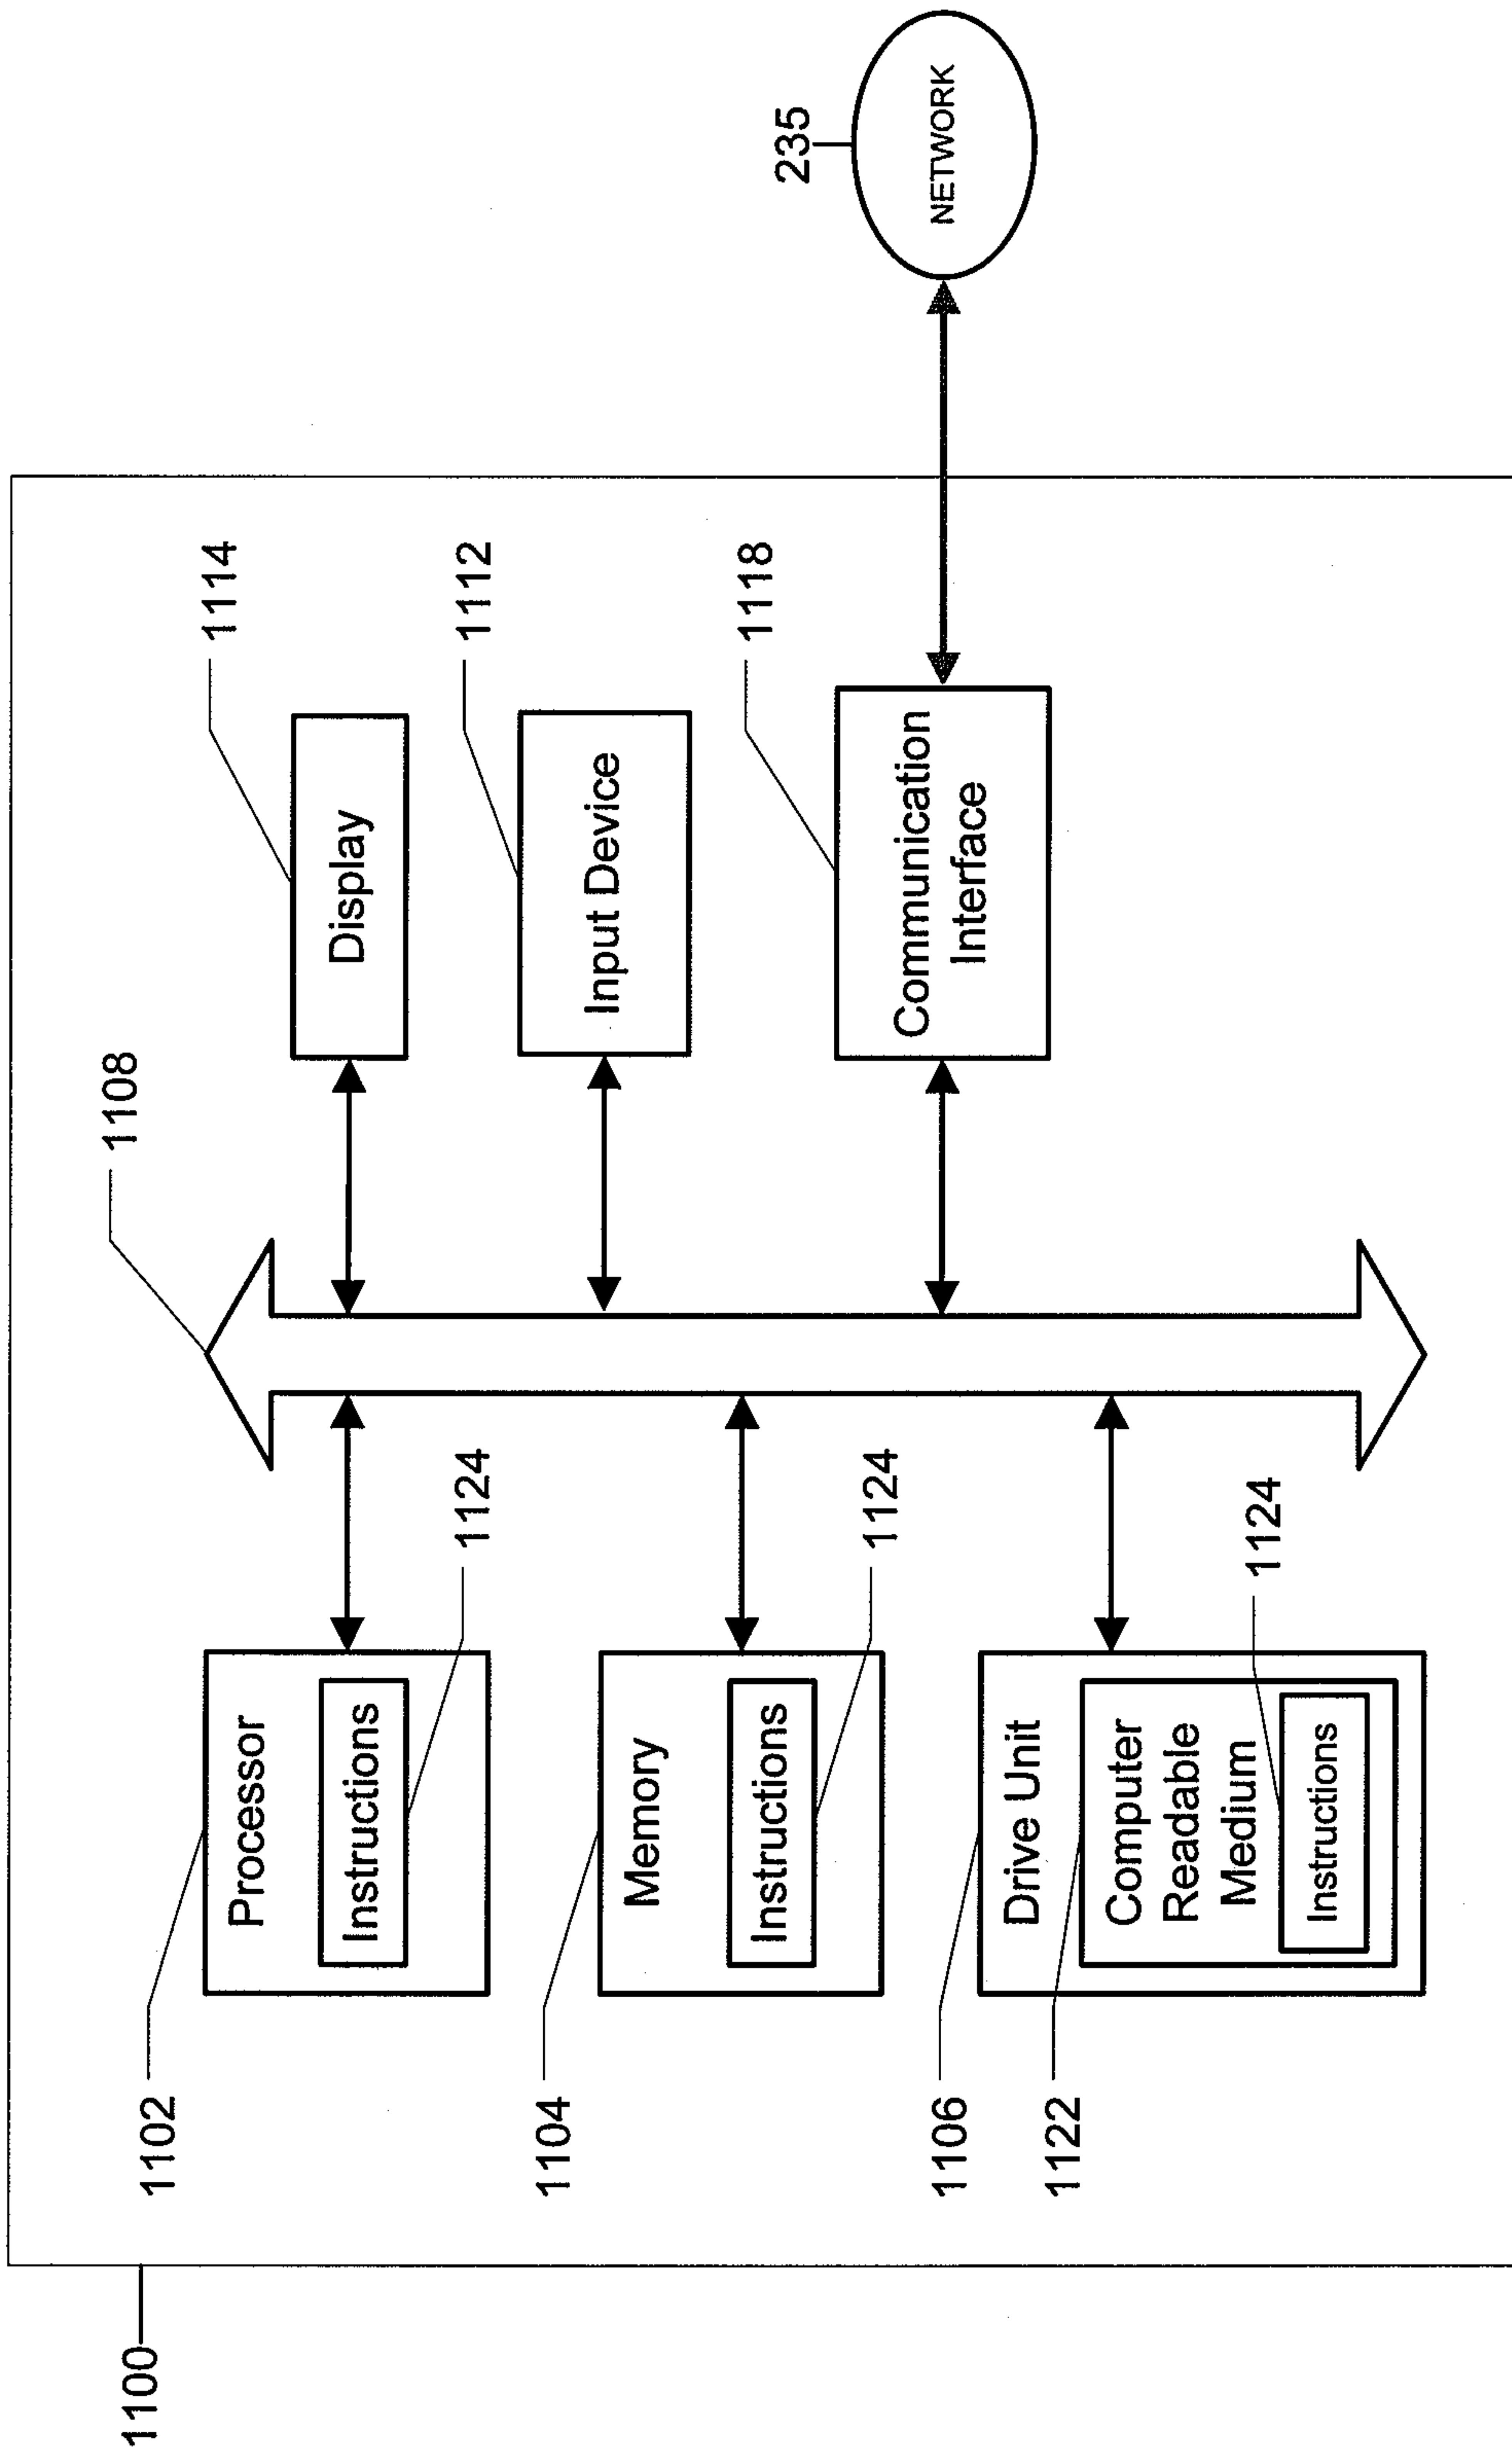 1100
1108
1102
Processor
Instructions
1124
1104
Memory
Instructions
1124
1106
Drive Unit
1122
Computer
Readable
Medium
Instructions
1124
Display
1114
Input Device
1112
Communication
Interface
1118
235
NETWORK